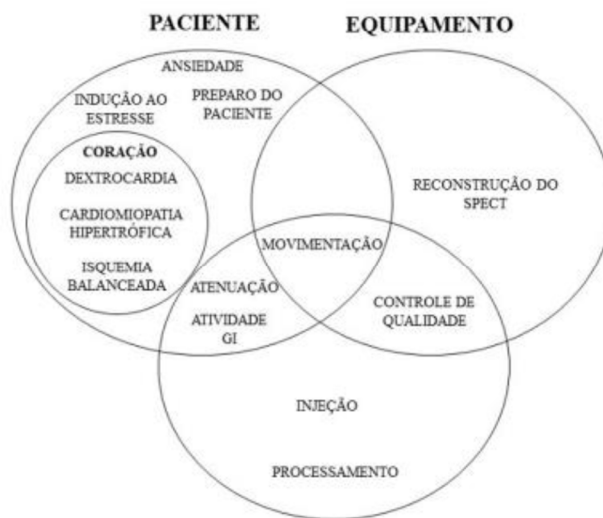 PACIENTE
EQUIPAMENTO
ANSIEDADE
INDUÇÃO AO
ESTRESSE
PREPARO DO
PACIENTE
CORAÇÃO
DEXTROCARDIA
CARDIOMIOPATIA
HIPERTRÓFICA
ISQUEMIA
BALANCEADA
RECONSTRUÇÃO DO
SPECT
MOVIMENTAÇÃO
ATENUAÇÃO
ATIVIDADE
GI
CONTROLE DE
QUALIDADE
INJEÇÃO
PROCESSAMENTO